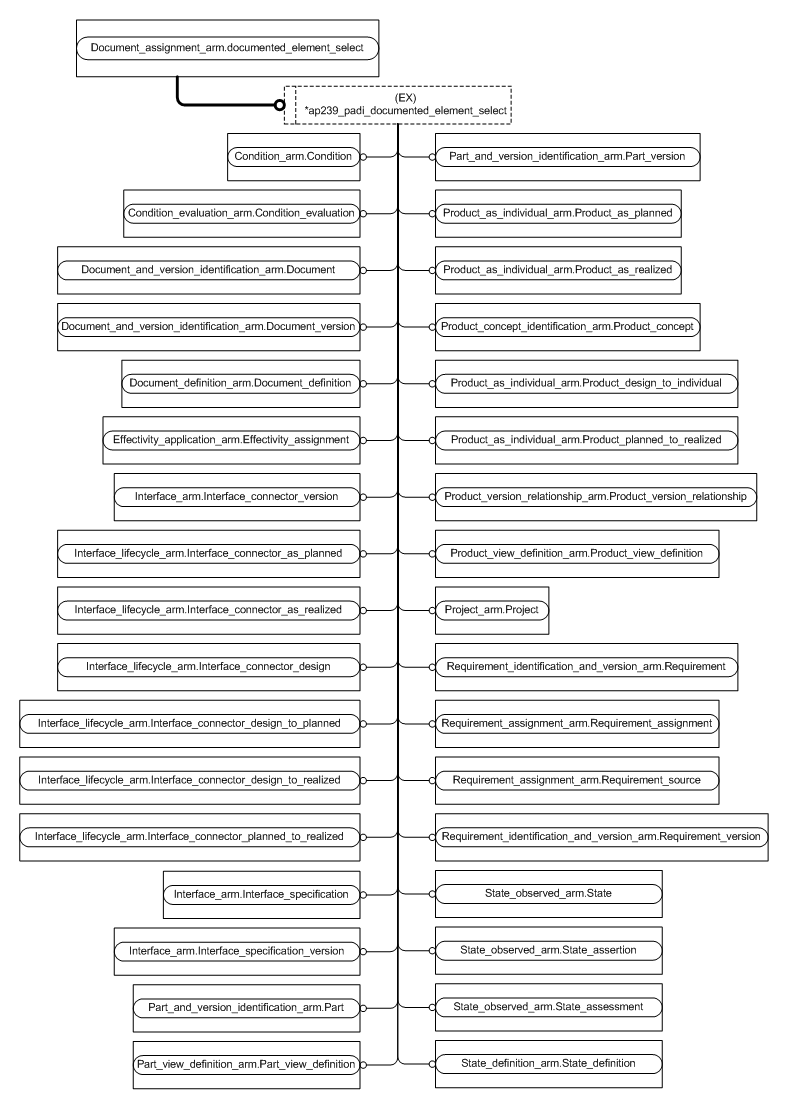 Document_assignment_arm.documented_element_select
(EX)
*ap239_padi_documented_element_select
Condition_arm.Condition
Part_and_version_identification_arm.Part_version
Condition_evaluation_arm.Condition_evaluation
Product_as_individual_arm.Product_as_planned
Document_and_version_identification_arm.Document
Product_as_individual_arm.Product_as_realized
Document_and_version_identification_arm.Document_version
Product_concept_identification_arm.Product_concept
Document_definition_arm.Document_definition
Product_as_individual_arm.Product_design_to_individual
Effectivity_application_arm.Effectivity_assignment
Product_as_individual_arm.Product_planned_to_realized
Interface_arm.Interface_connector_version
Product_version_relationship_arm.Product_version_relationship
Interface_lifecycle_arm.Interface_connector_as_planned
Product_view_definition_arm.Product_view_definition
Interface_lifecycle_arm.Interface_connector_as_realized
Project_arm.Project
Interface_lifecycle_arm.Interface_connector_design
Requirement_identification_and_version_arm.Requirement
Interface_lifecycle_arm.Interface_connector_design_to_planned
Requirement_assignment_arm.Requirement_assignment
Interface_lifecycle_arm.Interface_connector_design_to_realized
Requirement_assignment_arm.Requirement_source
Interface_lifecycle_arm.Interface_connector_planned_to_realized
Requirement_identification_and_version_arm.Requirement_version
Interface_arm.Interface_specification
State_observed_arm.State
Interface_arm.Interface_specification_version
State_observed_arm.State_assertion
Part_and_version_identification_arm.Part
State_observed_arm.State_assessment
Part_view_definition_arm.Part_view_definition
State_definition_arm.State_definition